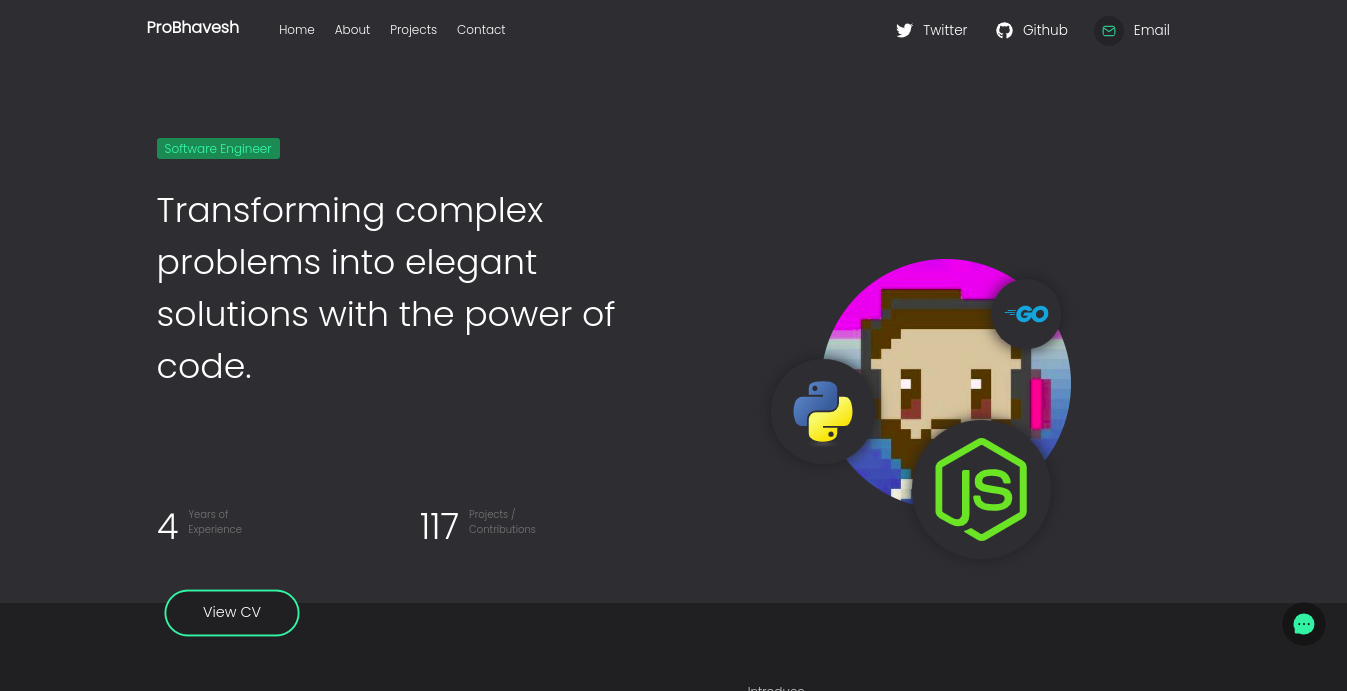 ProBhavesh
Home About Projects Contact
Twitter Github Email
Software Engineer
Transforming complex
problems into elegant
solutions with the power of
code.
GO
JS
4 Years of
Experience
117 Projects /
Contributions
View CV
Introduce